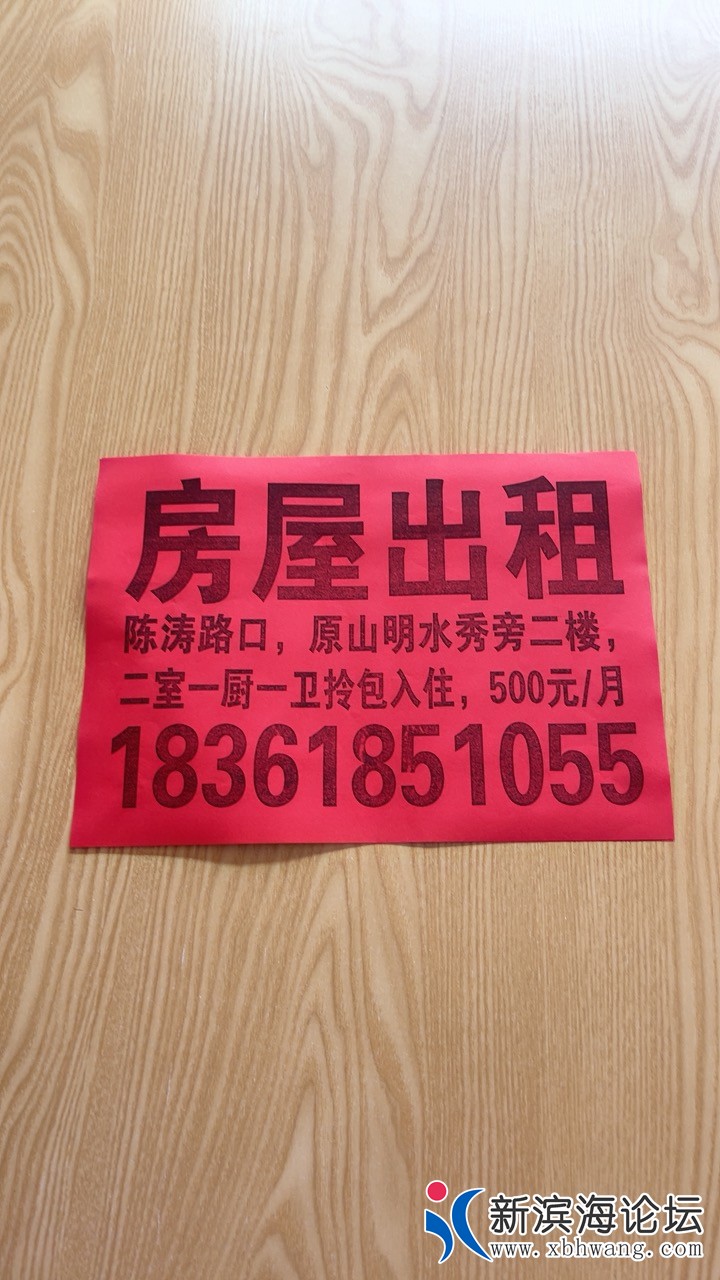 房屋出租
陈涛路口，原山明水秀旁二楼，
二室一厨一卫拎包入住，500元/月
18361851055
新滨海论坛
www.xbhwang.com